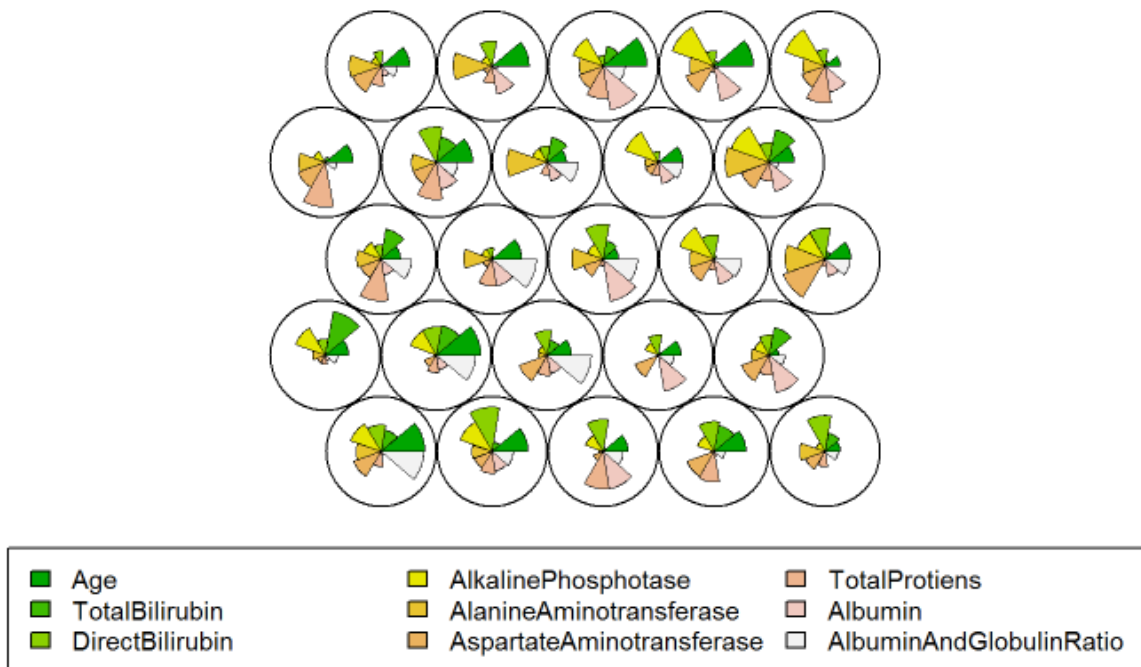 Age
TotalBilirubin
DirectBilirubin
AlkalinePhosphotase
AlanineAminotransferase
AspartateAminotransferase
TotalProtiens
Albumin
AlbuminAndGlobulinRatio